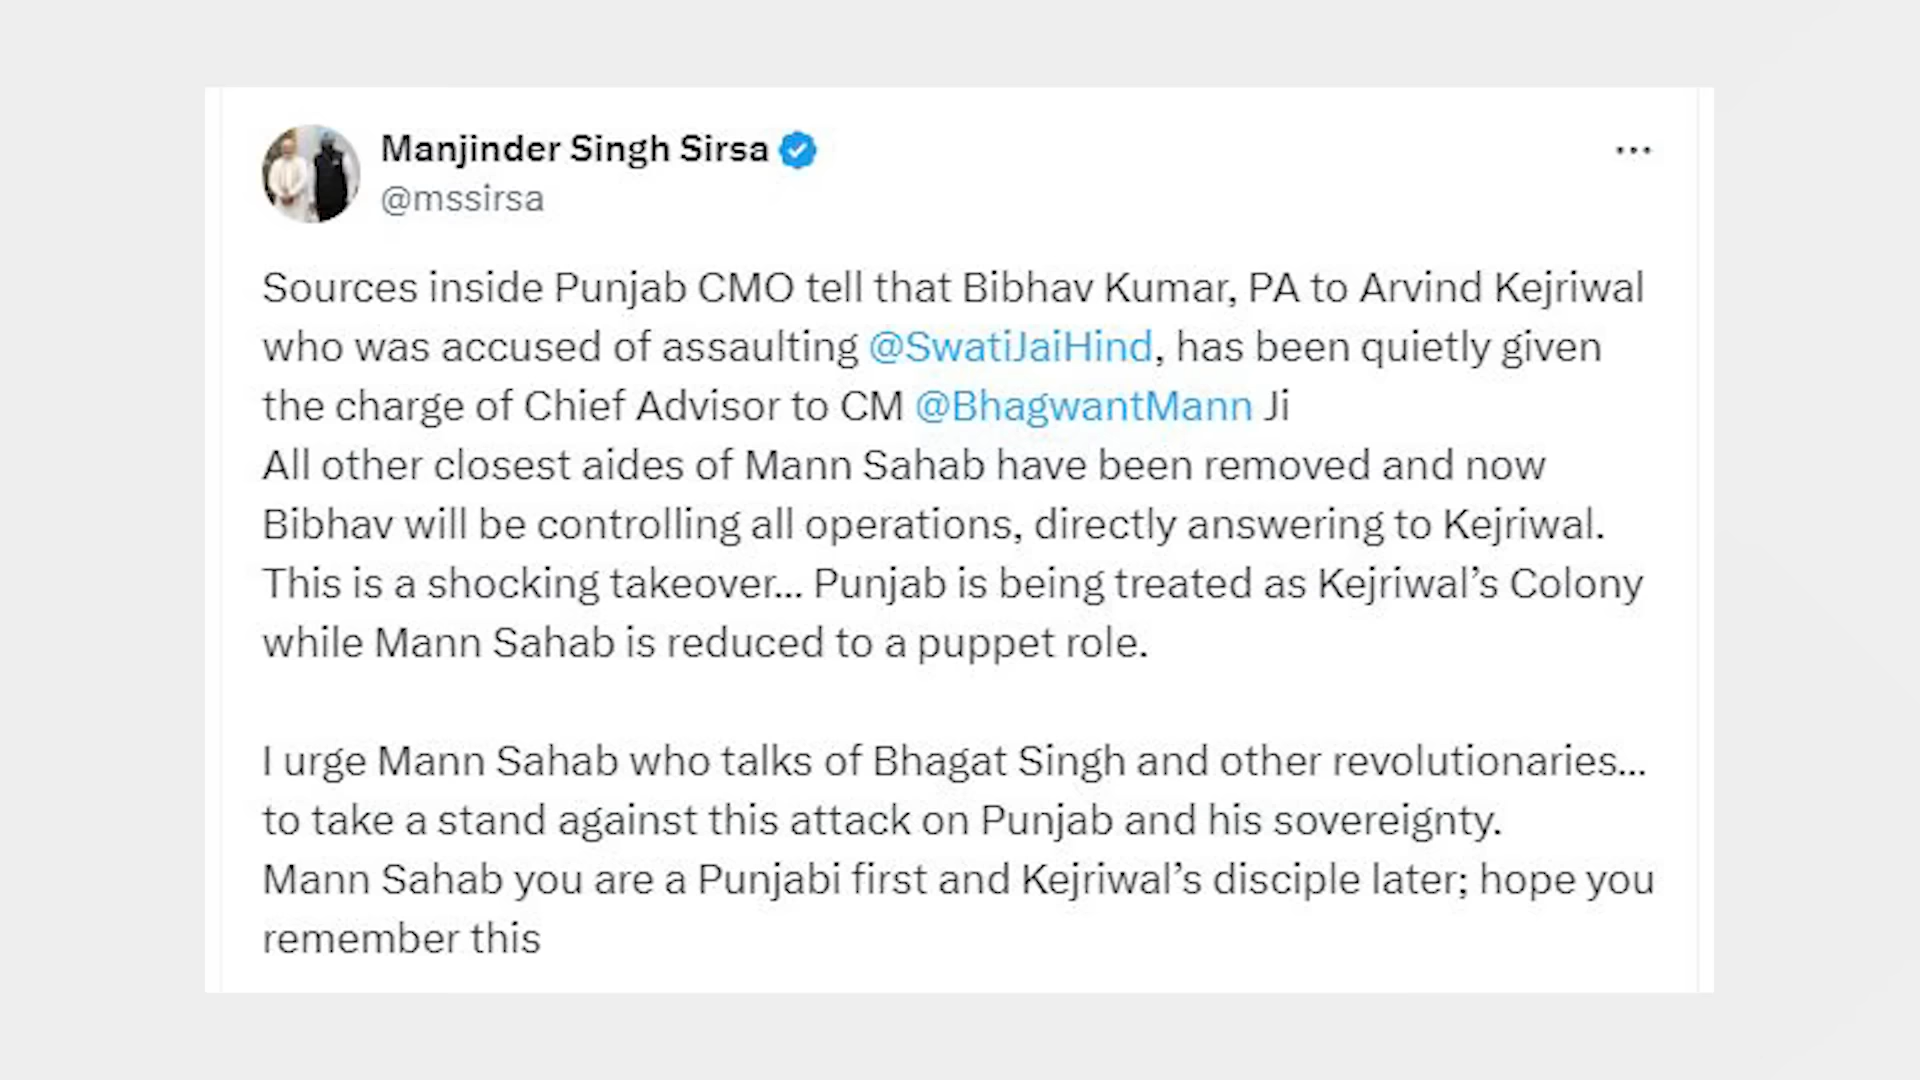 Manjinder Singh Sirsa
@mssirsa
Sources inside Punjab CMO tell that Bibhav Kumar, PA to Arvind Kejriwal
who was accused of assaulting @SwatiJaiHind, has been quietly given
the charge of Chief Advisor to CM @BhagwantMann Ji
All other closest aides of Mann Sahab have been removed and now
Bibhav will be controlling all operations, directly answering to Kejriwal.
This is a shocking takeover... Punjab is being treated as Kejriwal’s Colony
while Mann Sahab is reduced to a puppet role.
I urge Mann Sahab who talks of Bhagat Singh and other revolutionaries...
to take a stand against this attack on Punjab and his sovereignty.
Mann Sahab you are a Punjabi first and Kejriwal’s disciple later; hope you
remember this